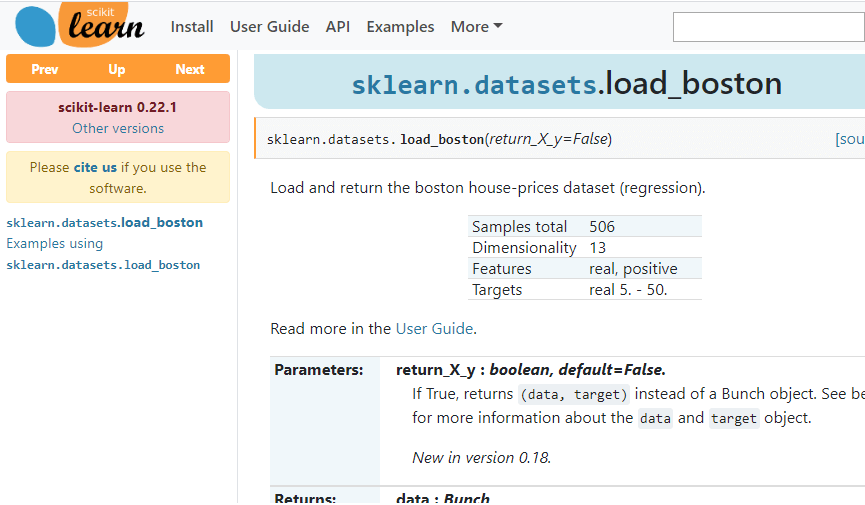 scikit
learn
Install User Guide API Examples More
Prev Up Next
scikit-learn 0.22.1
Other versions
Please cite us if you use the
software.
sklearn.datasets.load_boston
Examples using
sklearn.datasets.load_boston
sklearn.datasets.load_boston
sklearn.datasets.load_boston(return_X_y=False)
[sou
Load and return the boston house-prices dataset (regression).
Samples total 506
Dimensionality 13
Features real, positive
Targets real 5. - 50.
Read more in the User Guide.
Parameters: return_X_y : boolean, default=False.
If True, returns (data, target) instead of a Bunch object. See be
for more information about the data and target object.
New in version 0.18.
Returns: data : Bunch